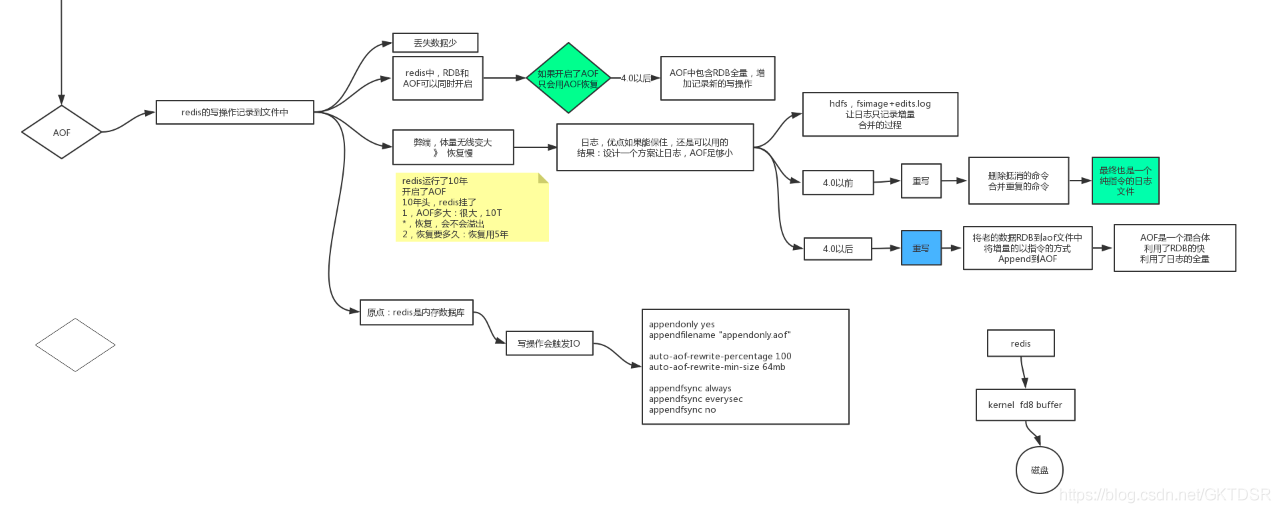 AOF
redis的写操作记录到文件中
丢失数据少
redis中，RDB和
AOF可以同时开启
如果开启了AOF
只会用AOF恢复
4.0以后
AOF中包含RDB全量，增
加记录新的写操作
弊端，体量无线变大
》 恢复慢
日志，优点如果能保住，还是可以用的
结果：设计一个方案让日志，AOF足够小
hdfs，fsimage+edits.log
让日志只记录增量
合并的过程
4.0以前
重写
删除抵消的命令
合并重复的命令
最终也是一个
纯指令的日志
文件
4.0以后
重写
将老的数据RDB到aof文件中
将增量的以指令的方式
Append到AOF
AOF是一个混合体
利用了RDB的快
利用了日志的全量
redis运行了10年
开启了AOF
10年头，redis挂了
1，AOF多大：很大，10T
*，恢复，会不会溢出
2，恢复要多久：恢复用5年
原点：redis是内存数据库
写操作会触发IO
appendonly yes
appendfilename "appendonly.aof"
auto-aof-rewrite-percentage 100
auto-aof-rewrite-min-size 64mb
appendfsync always
appendfsync everysec
appendfsync no
redis
kernel fd8 buffer
磁盘
https://blog.csdn.net/GKTDSR